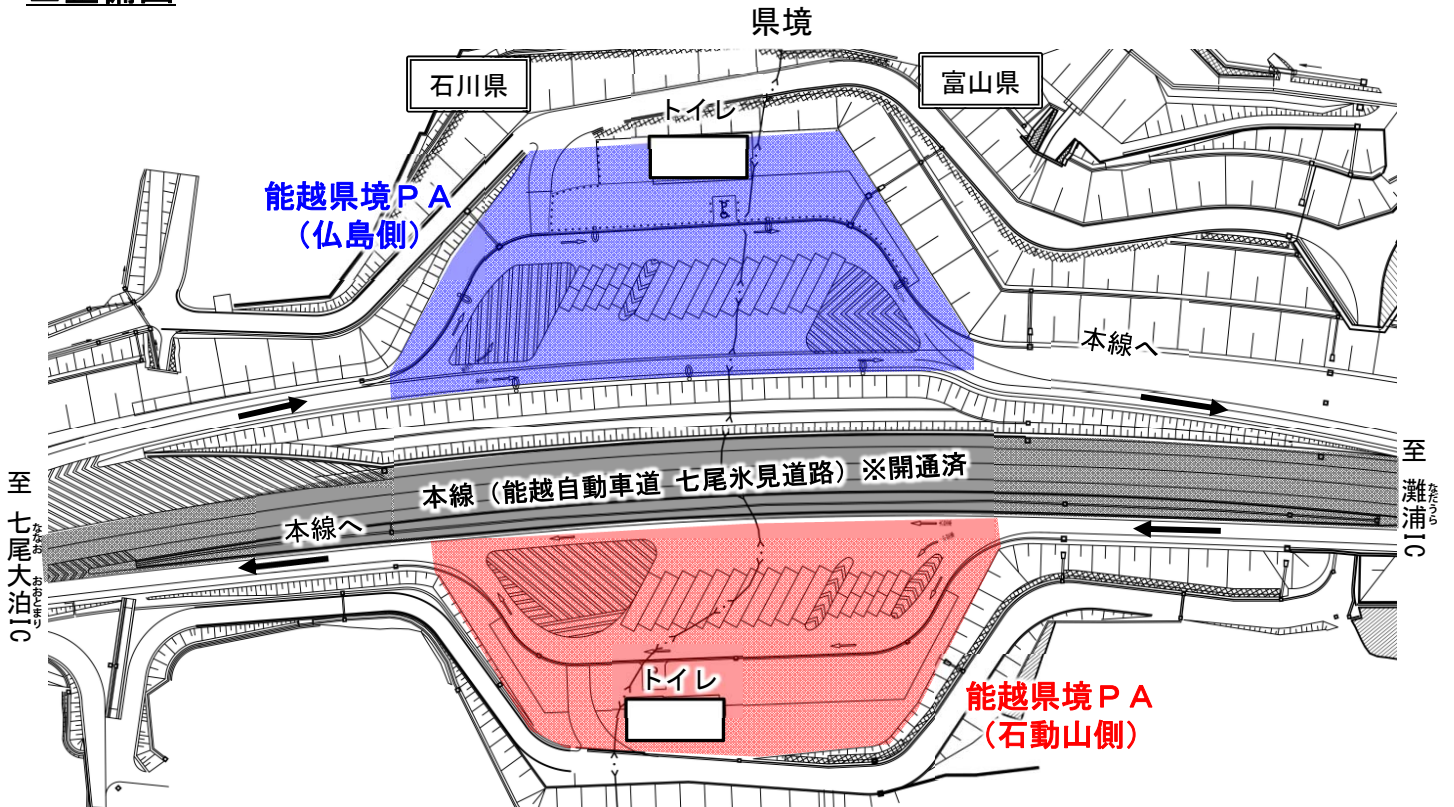 県境
石川県
富山県
トイレ
能越県境PA
(仏島側)
本線へ
本線(能越自動車道 七尾氷見道路)※開通済
至 七尾大泊IC
ななお おおとまり
至 灘浦IC
なだうら
本線へ
トイレ
能越県境PA
(石動山側)